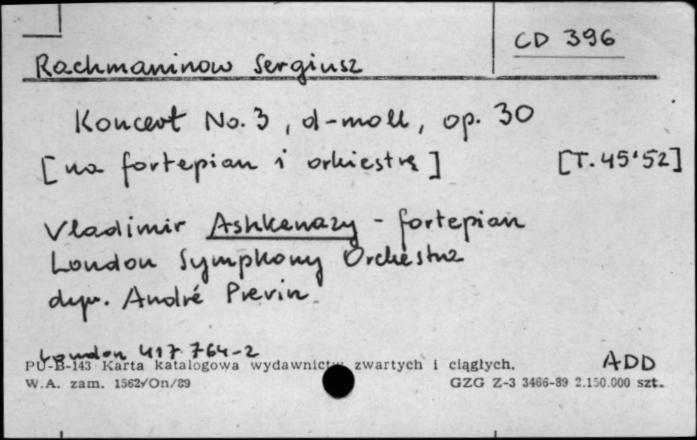 CD 396
Rachmaninow Sergiusz
Koncert No. 3, d-moll, op. 30
[na fortepian i orkiestrę] [T. 45'52]
Vladimir Ashkenazy - fortepian
London Symphony Orchestra
dyr. André Previn
London 417 764-2
ADD
PU-B-143 Karta katalogowa wydawnictw zwartych i ciągłych.
W.A. zam. 1562/On/89 GZG Z-3 3466-89 2.150.000 szt.